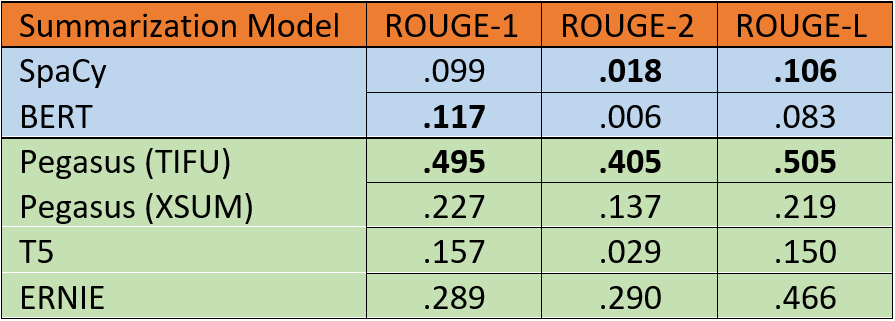 Summarization Model ROUGE-1 ROUGE-2 ROUGE-L
SpaCy .099 .018 .106
BERT .117 .006 .083
Pegasus (TIFU) .495 .405 .505
Pegasus (XSUM) .227 .137 .219
T5 .157 .029 .150
ERNIE .289 .290 .466